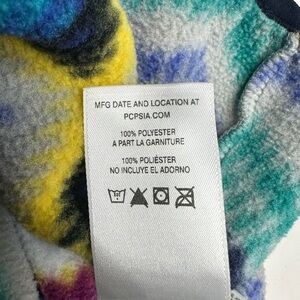 MFG DATE AND LOCATION AT
PCPSIA.COM
100% POLYESTER
A PART LA GARNITURE
100% POLIÉSTER
NO INCLUYE EL ADORNO